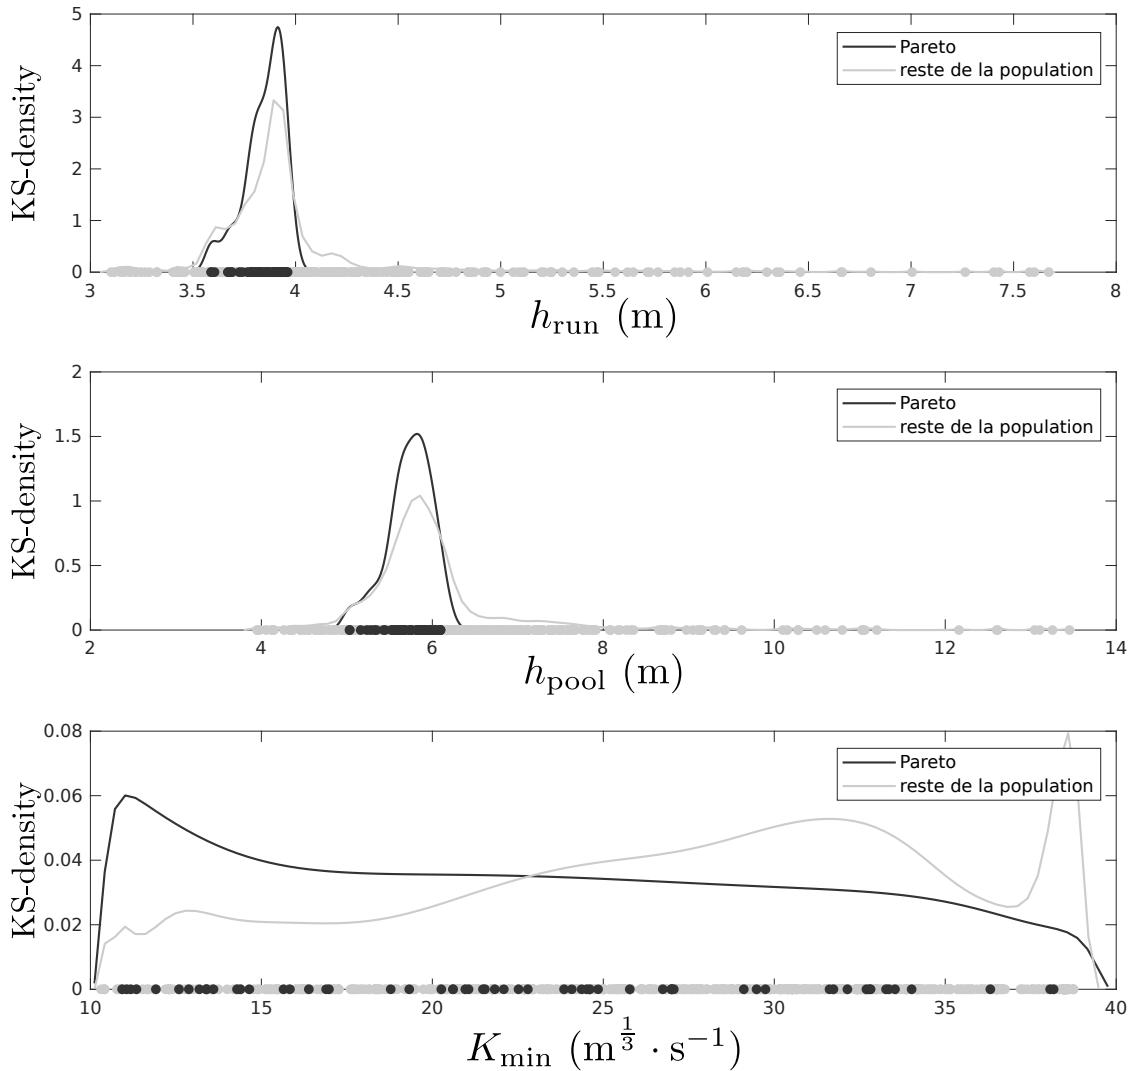 KS-density
5
4
3
2
1
0
Pareto
reste de la population
3 3.5 4 4.5 5 5.5 6 6.5 7 7.5 8
h_run (m)
KS-density
2
1.5
1
0.5
0
Pareto
reste de la population
2 4 6 8 10 12 14
h_pool (m)
KS-density
0.08
0.06
0.04
0.02
0
Pareto
reste de la population
10 15 20 25 30 35 40
K_min (m^{1/3} · s^{−1})